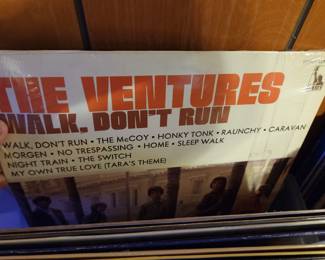 THE VENTURES
WALK, DON'T RUN
WALK, DON'T RUN • THE McCOY • HONKY TONK • RAUNCHY • CARAVAN
MORGEN • NO TRESPASSING • HOME • SLEEP WALK
NIGHT TRAIN • THE SWITCH
MY OWN TRUE LOVE (TARA'S THEME)